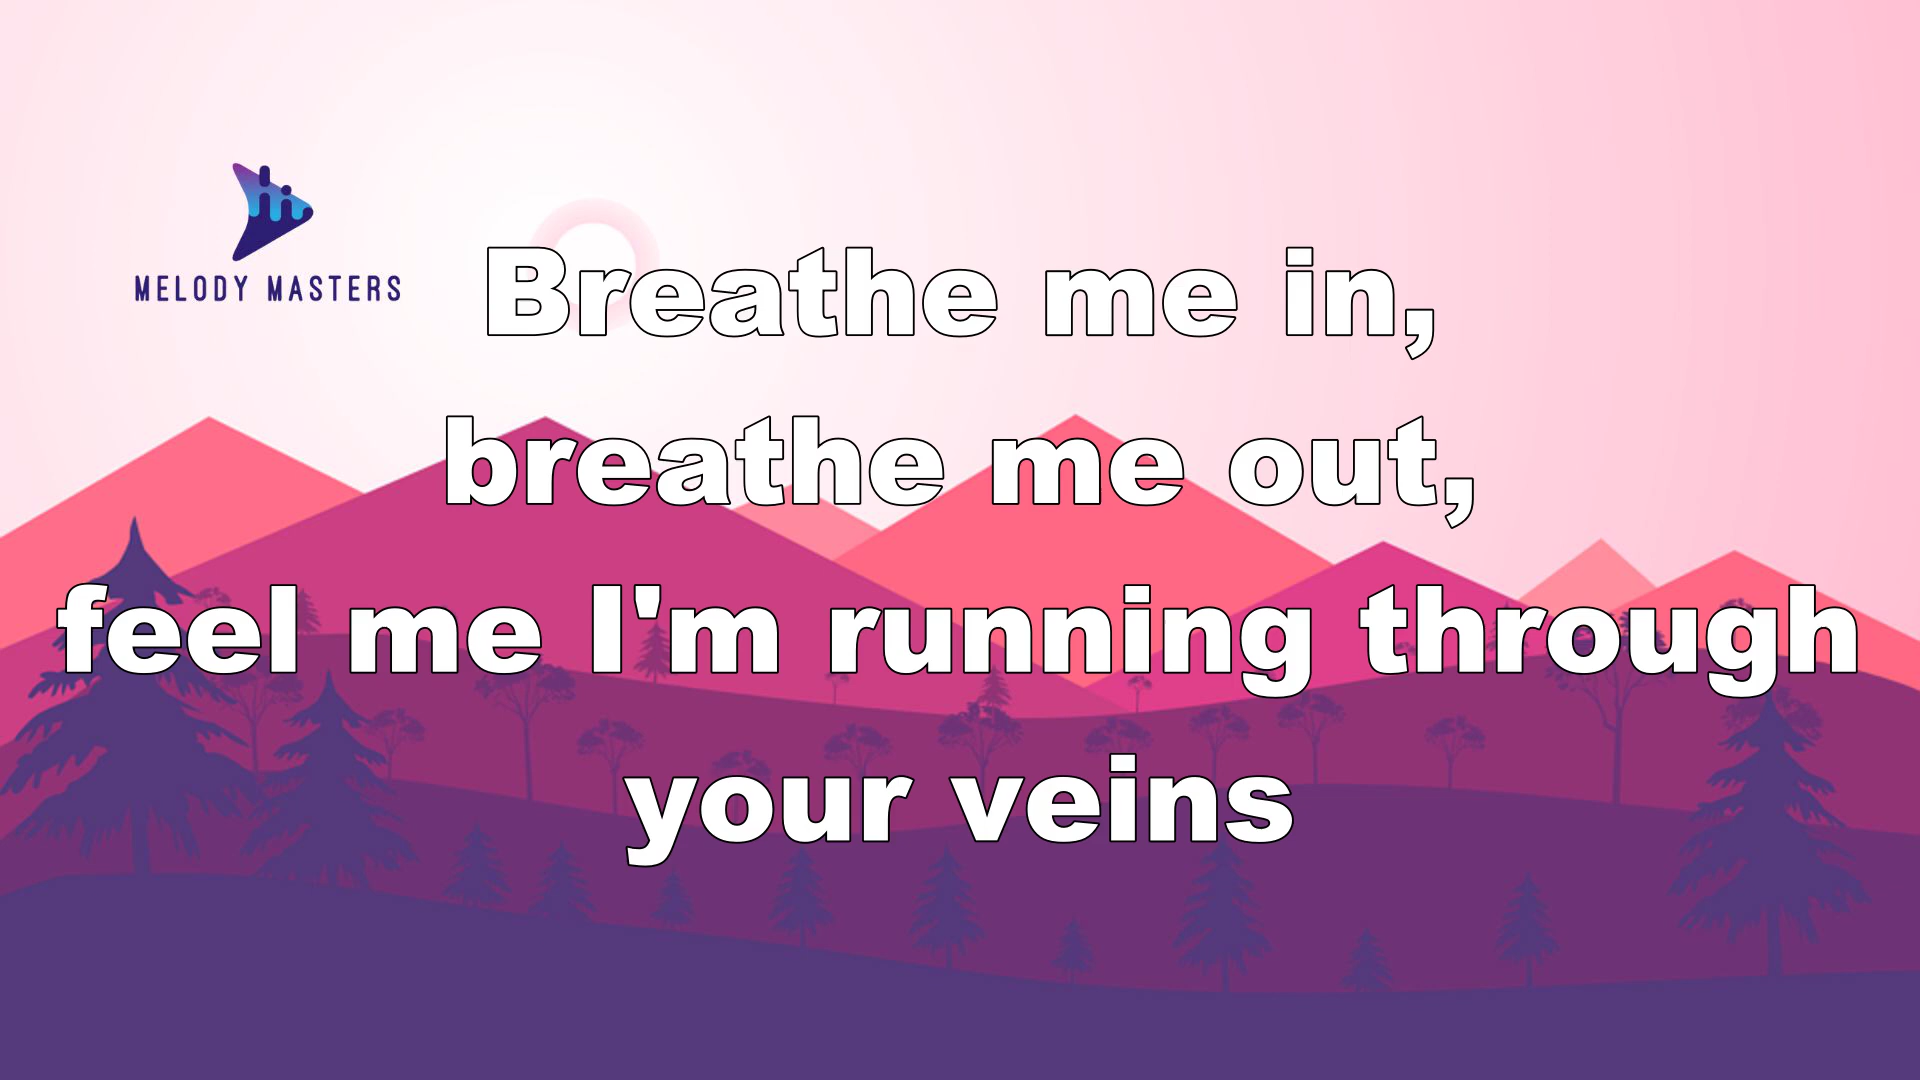 MELODY MASTERS
Breathe me in,
breathe me out,
feel me I'm running through
your veins